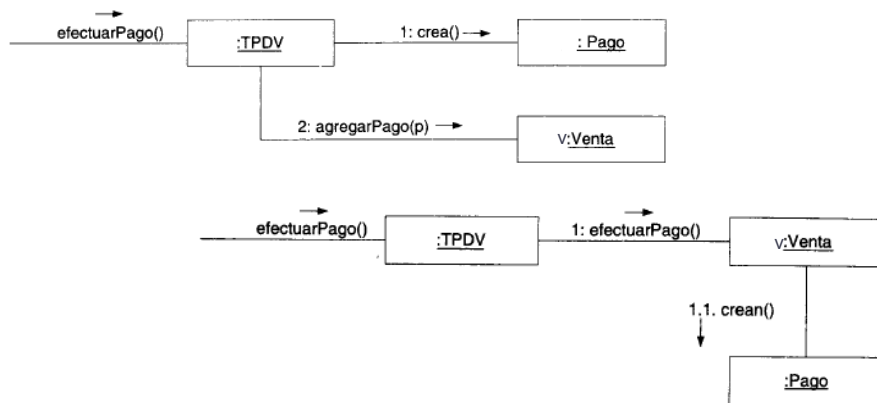 efectuarPago()
:TPDV
1: crea()
: Pago
2: agregarPago(p)
v:Venta
efectuarPago()
:TPDV
1: efectuarPago()
v:Venta
1.1. crean()
:Pago